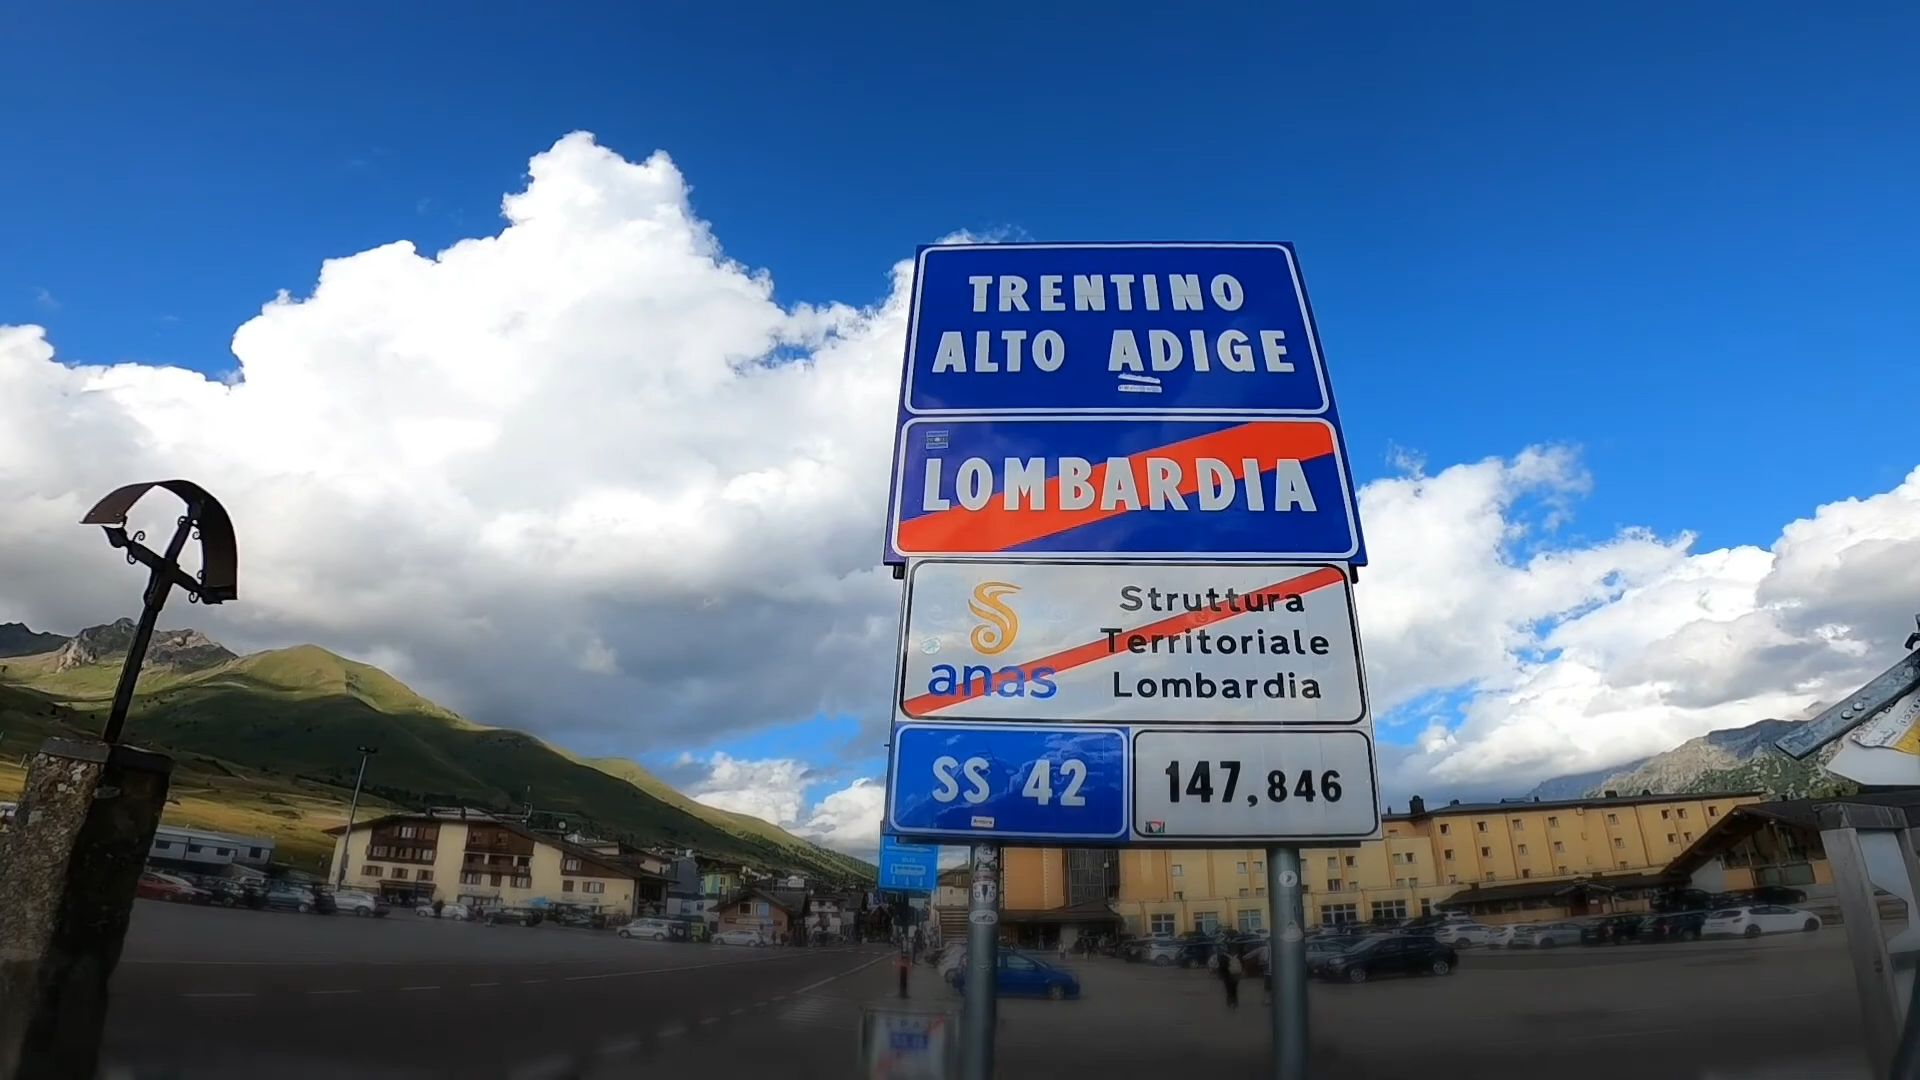 TRENTINO
ALTO ADIGE
LOMBARDIA
anas
Struttura
Territoriale
Lombardia
SS 42
147,846